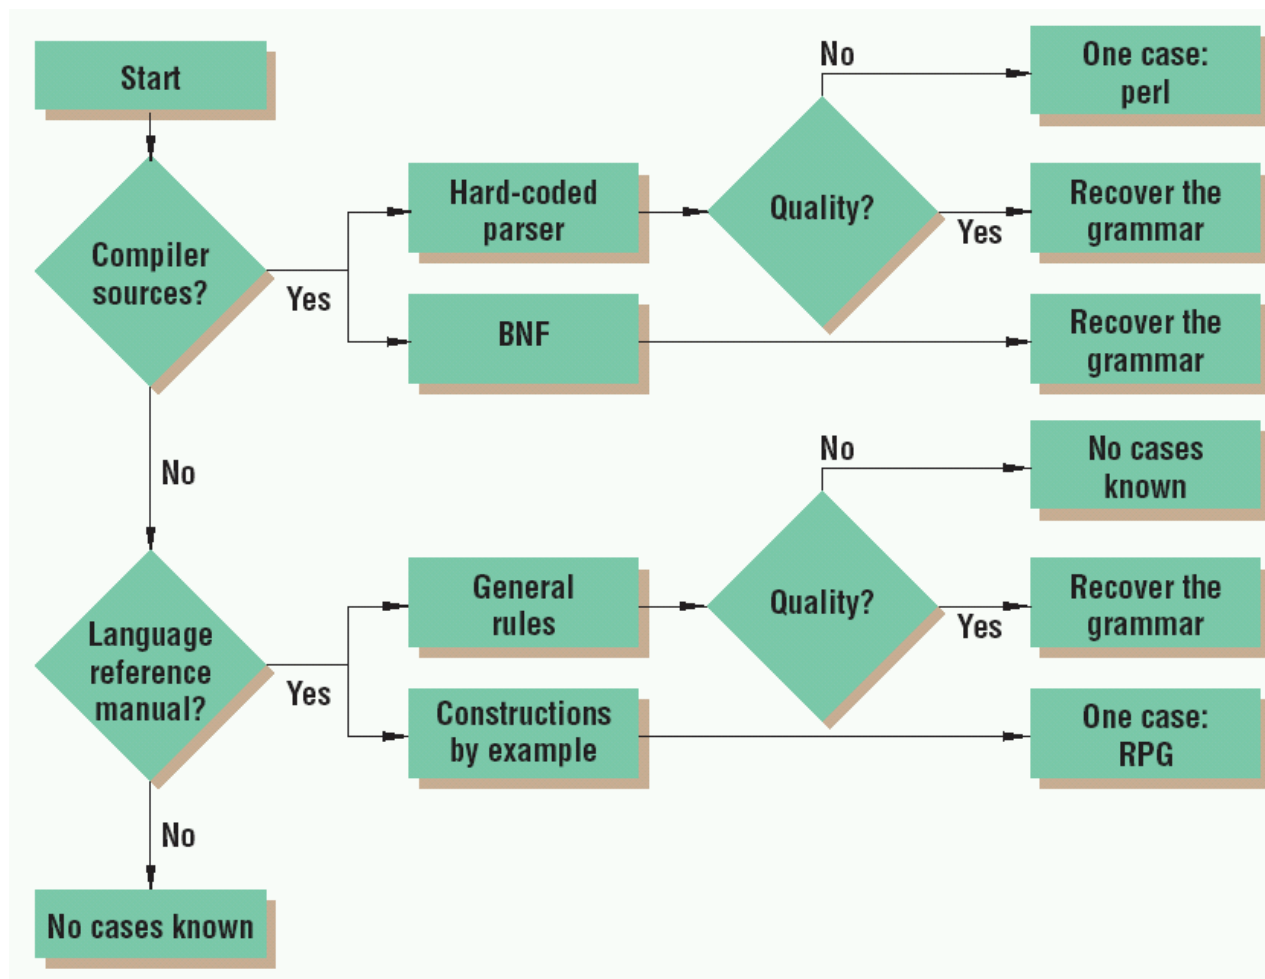 Start
Compiler
sources?
Yes
Hard-coded
parser
Quality?
No
One case:
perl
Yes
Recover the
grammar
BNF
Recover the
grammar
No
Language
reference
manual?
Yes
General
rules
Quality?
No
No cases
known
Yes
Recover the
grammar
Constructions
by example
One case:
RPG
No
No cases known